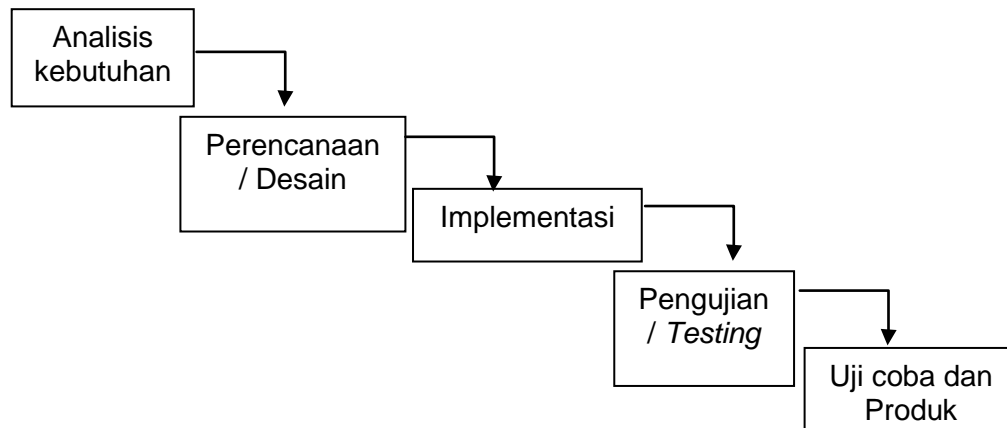 Analisis
kebutuhan
Perencanaan
/ Desain
Implementasi
Pengujian
/ Testing
Uji coba dan
Produk